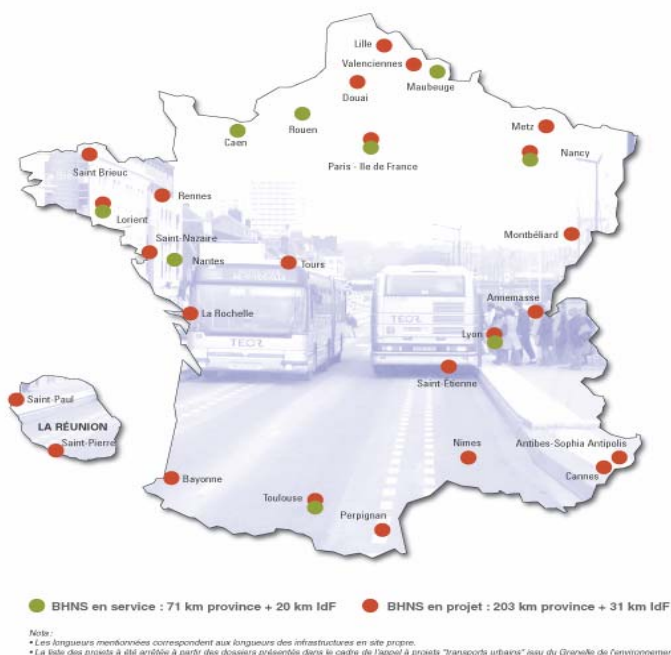 Lille
Valenciennes
Maubeuge
Douai
Rouen
Caen
Metz
Nancy
Paris - Ile de France
Saint Brieuc
Rennes
Lorient
Saint-Nazaire
Nantes
Tours
Montbéliard
Annemasse
La Rochelle
TEOR
TEOR
Lyon
Saint-Étienne
Saint-Paul
LA RÉUNION
Saint-Pierre
Nimes
Antibes-Sophia Antipolis
Cannes
Bayonne
Toulouse
Perpignan
BHNS en service : 71 km province + 20 km IdF
BHNS en projet : 203 km province + 31 km IdF
Nota :
• Les longueurs mentionnées correspondent aux longueurs des infrastructures en site propre.
• La liste des projets à été arrêtée à partir des dossiers présentés dans le cadre de l'appel à projets "transports urbains" issu du Grenelle de l'environnement